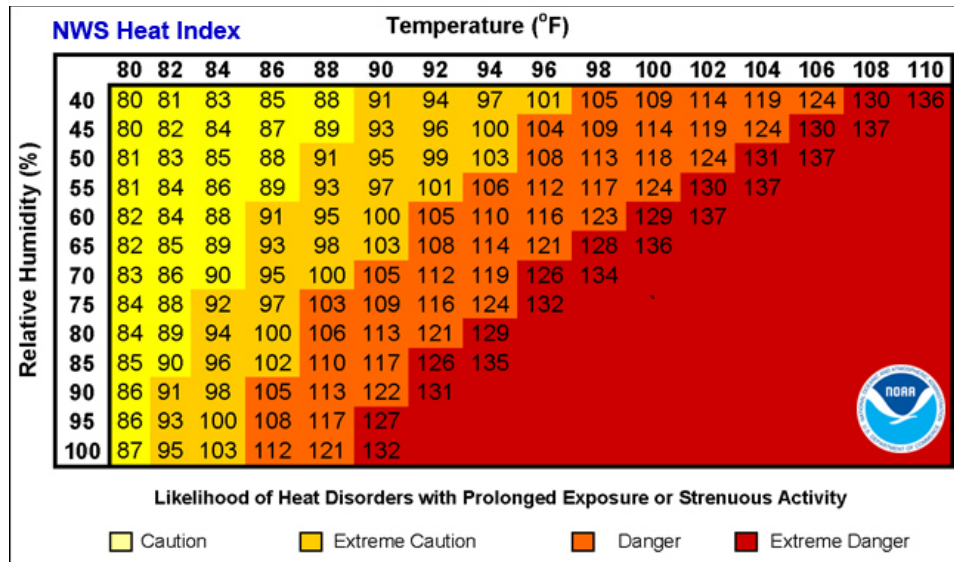 NWS Heat Index Temperature (°F)
80 82 84 86 88 90 92 94 96 98 100 102 104 106 108 110
Relative Humidity (%)
40 80 81 83 85 88 91 94 97 101 105 109 114 119 124 130 136
45 80 82 84 87 89 93 96 100 104 109 114 119 124 130 137
50 81 83 85 88 91 95 99 103 108 113 118 124 131 137
55 81 84 86 89 93 97 101 106 112 117 124 130 137
60 82 84 88 91 95 100 105 110 116 123 129 137
65 82 85 89 93 98 103 108 114 121 128 136
70 83 86 90 95 100 105 112 119 126 134
75 84 88 92 97 103 109 116 124 132
80 84 89 94 100 106 113 121 129
85 85 90 96 102 110 117 126 135
90 86 91 98 105 113 122 131
95 86 93 100 108 117 127
100 87 95 103 112 121 132
NOAA
Likelihood of Heat Disorders with Prolonged Exposure or Strenuous Activity
Caution Extreme Caution Danger Extreme Danger